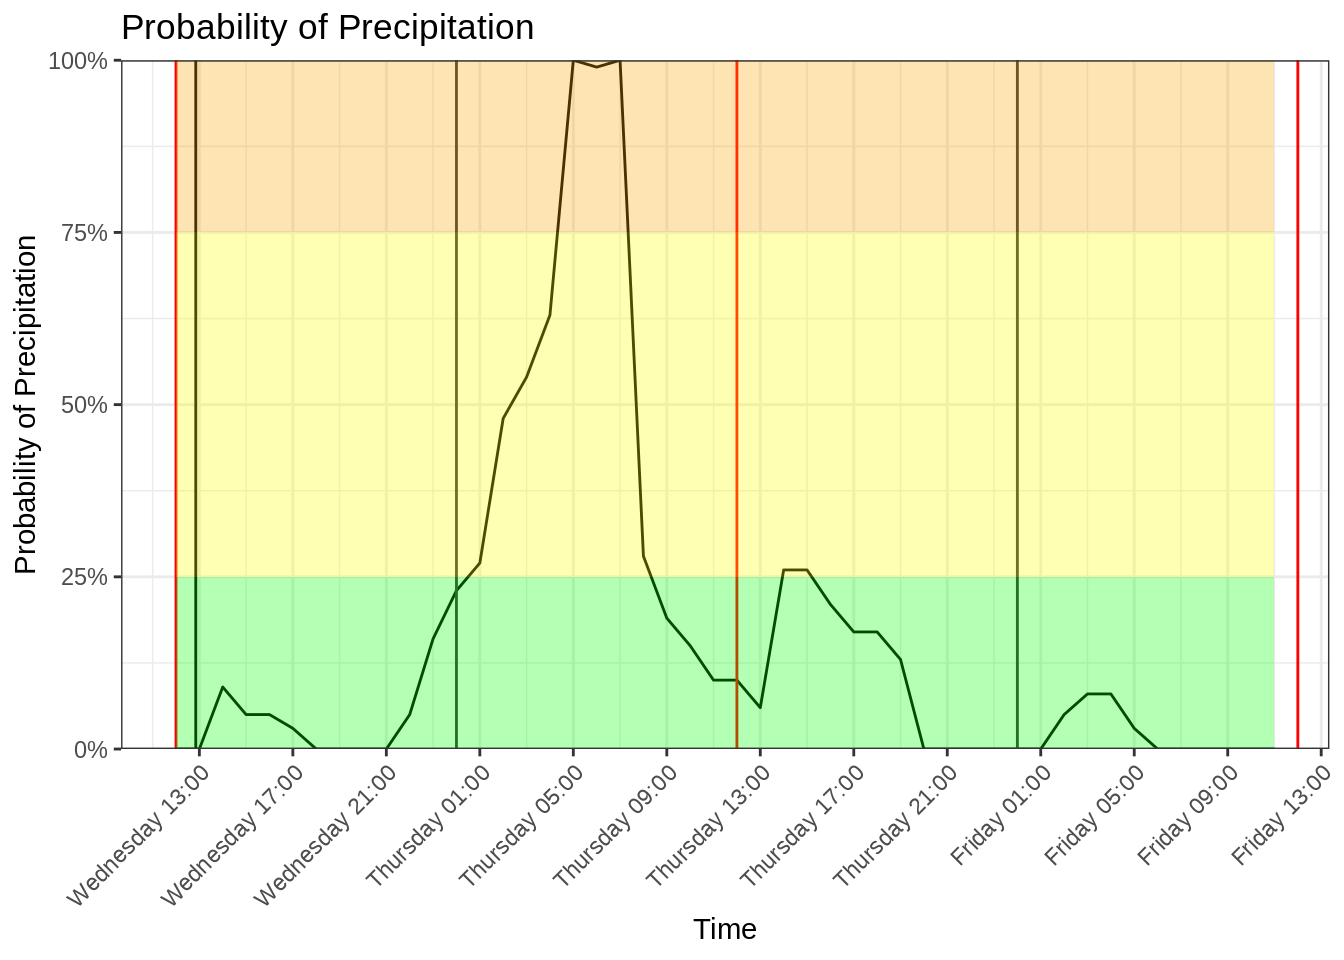 Probability of Precipitation
Probability of Precipitation
100%
75%
50%
25%
0%
Wednesday 13:00
Wednesday 17:00
Wednesday 21:00
Thursday 01:00
Thursday 05:00
Thursday 09:00
Thursday 13:00
Thursday 17:00
Thursday 21:00
Friday 01:00
Friday 05:00
Friday 09:00
Friday 13:00
Time